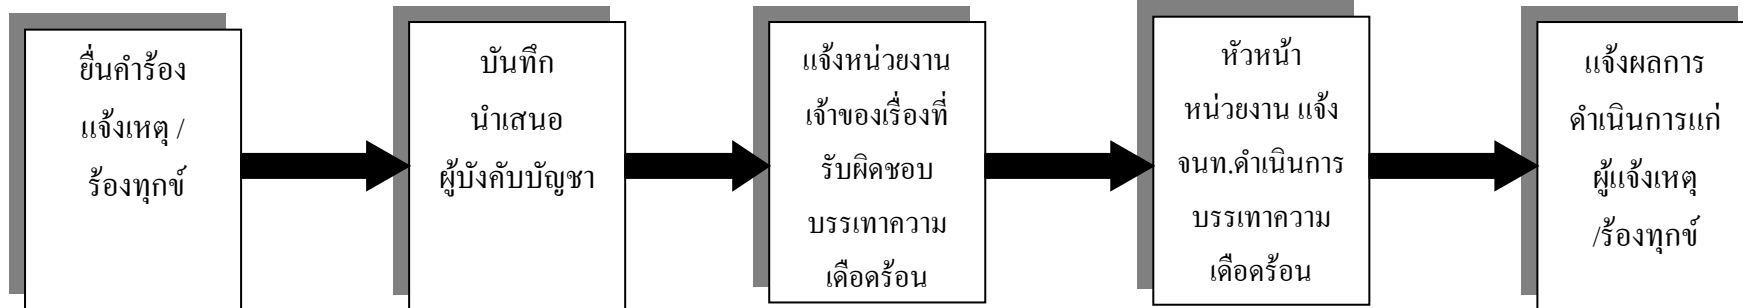 ยื่นคำร้อง
แจ้งเหตุ /
ร้องทุกข์
บันทึก
นำเสนอ
ผู้บังคับบัญชา
แจ้งหน่วยงาน
เจ้าของเรื่องที่
รับผิดชอบ
บรรเทาความ
เดือดร้อน
หัวหน้า
หน่วยงาน แจ้ง
จนท.ดำเนินการ
บรรเทาความ
เดือดร้อน
แจ้งผลการ
ดำเนินการแก่
ผู้แจ้งเหตุ
/ร้องทุกข์